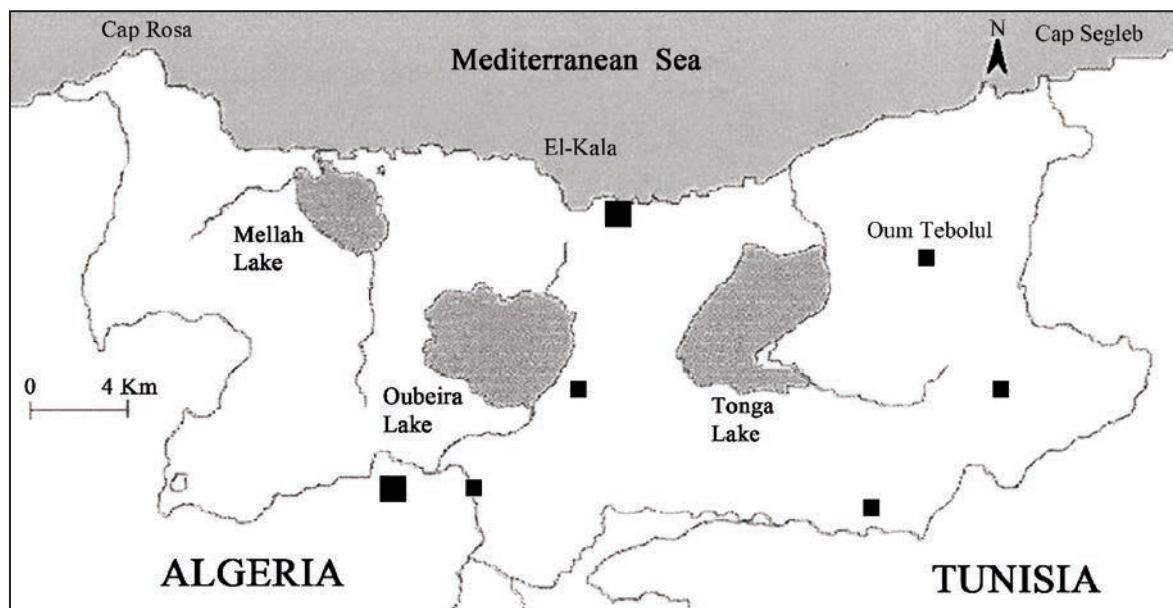 Cap Rosa
Mediterranean Sea
N
Cap Segleb
El-Kala
Mellah
Lake
Oum Tebolul
0 4 Km
Oubeira
Lake
Tonga
Lake
ALGERIA
TUNISIA